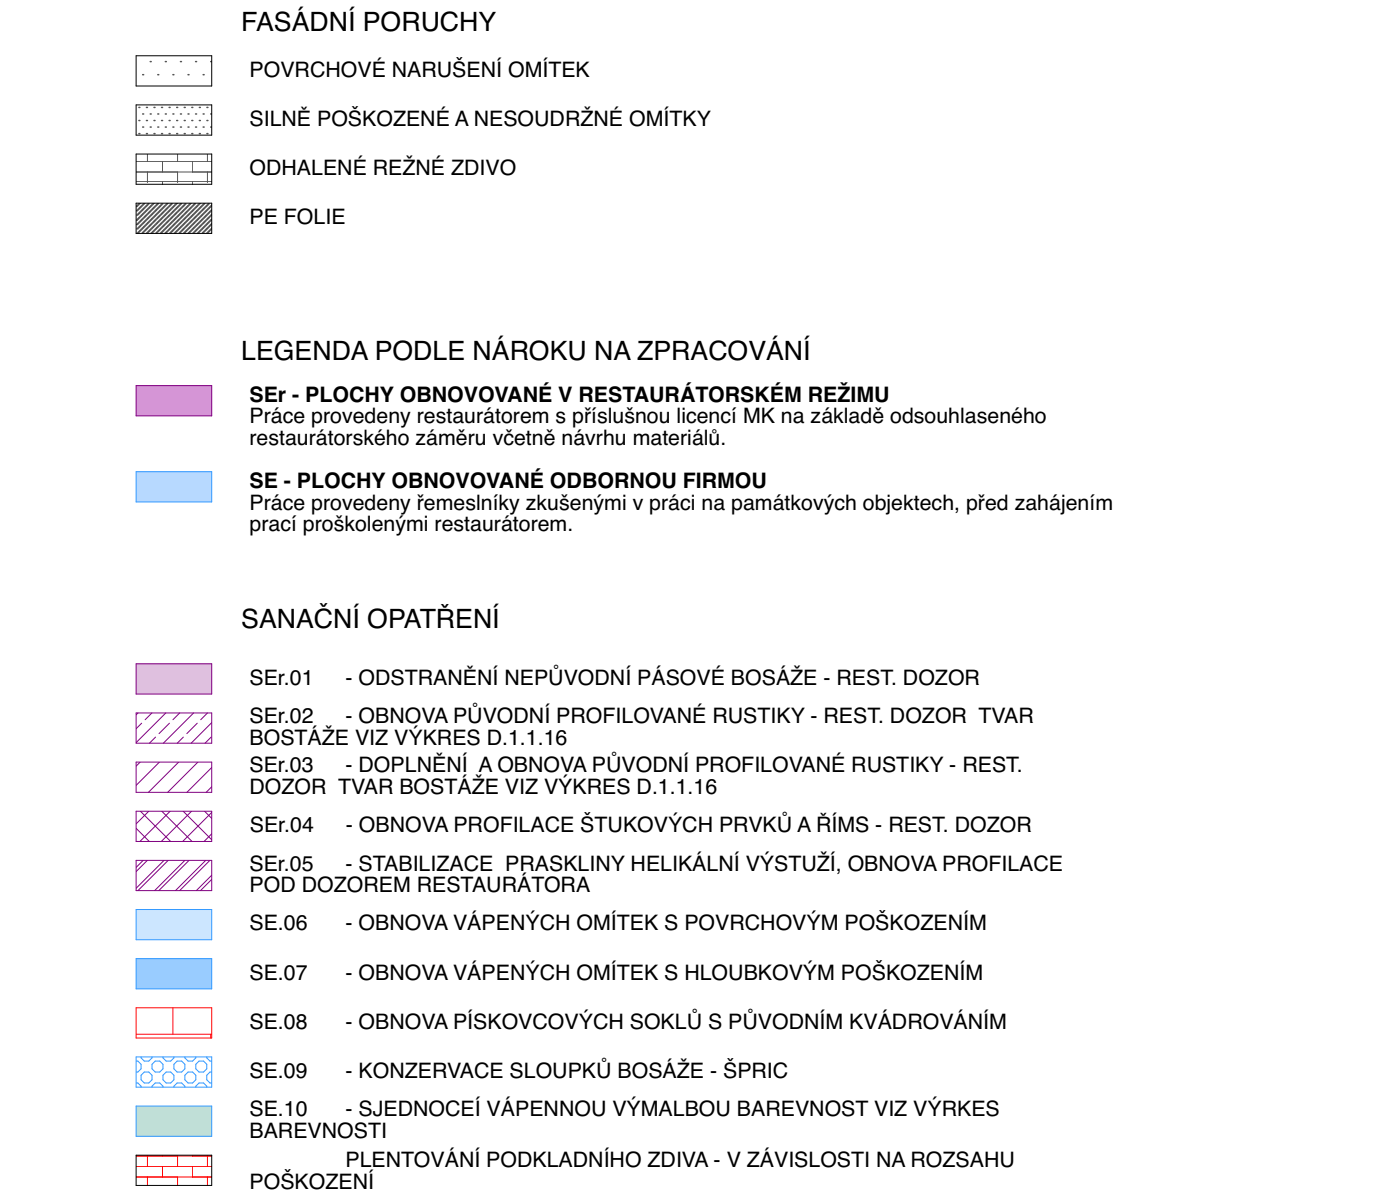 FASÁDNÍ PORUCHY
POVRCHOVÉ NARUŠENÍ OMÍTEK
SILNĚ POŠKOZENÉ A NESOUDRŽNÉ OMÍTKY
ODHALENÉ REŽNÉ ZDIVO
PE FOLIE
LEGENDA PODLE NÁROKU NA ZPRACOVÁNÍ
SEr - PLOCHY OBNOVOVANÉ V RESTAURÁTORSKÉM REŽIMU
Práce provedeny restaurátorem s příslušnou licencí MK na základě odsouhlaseného
restaurátorského záměru včetně návrhu materiálů.
SE - PLOCHY OBNOVOVANÉ ODBORNOU FIRMOU
Práce provedeny řemeslníky zkušenými v práci na památkových objektech, před zahájením
prací proškolenými restaurátorem.
SANAČNÍ OPATŘENÍ
SEr.01 - ODSTRANĚNÍ NEPŮVODNÍ PÁSOVÉ BOSÁŽE - REST. DOZOR
SEr.02 - OBNOVA PŮVODNÍ PROFILOVANÉ RUSTIKY - REST. DOZOR TVAR
BOSTÁŽE VIZ VÝKRES D.1.1.16
SEr.03 - DOPLNĚNÍ A OBNOVA PŮVODNÍ PROFILOVANÉ RUSTIKY - REST.
DOZOR TVAR BOSTÁŽE VIZ VÝKRES D.1.1.16
SEr.04 - OBNOVA PROFILACE ŠTUKOVÝCH PRVKŮ A ŘÍMS - REST. DOZOR
SEr.05 - STABILIZACE PRASKLINY HELIKÁLNÍ VÝSTUŽÍ, OBNOVA PROFILACE
POD DOZOREM RESTAURÁTORA
SE.06 - OBNOVA VÁPENÝCH OMÍTEK S POVRCHOVÝM POŠKOZENÍM
SE.07 - OBNOVA VÁPENÝCH OMÍTEK S HLOUBKOVÝM POŠKOZENÍM
SE.08 - OBNOVA PÍSKOVCOVÝCH SOKLŮ S PŮVODNÍM KVÁDROVÁNÍM
SE.09 - KONZERVACE SLOUPKŮ BOSÁŽE - ŠPRIC
SE.10 - SJEDNOCEÍ VÁPENNOU VÝMALBOU BAREVNOST VIZ VÝRKES
BAREVNOSTI
PLENTOVÁNÍ PODKLADNÍHO ZDIVA - V ZÁVISLOSTI NA ROZSAHU
POŠKOZENÍ